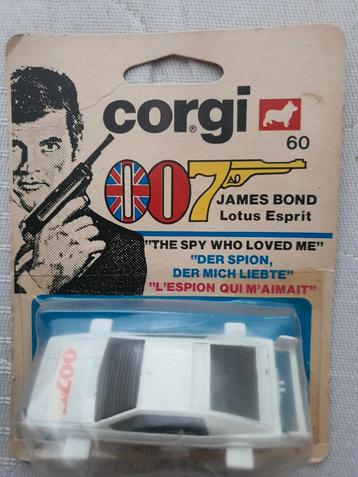 corgi®
60
007
JAMES BOND
Lotus Esprit
"THE SPY WHO LOVED ME"
"DER SPION,
DER MICH LIEBTE"
"L'ESPION QUI M'AIMAIT"
007